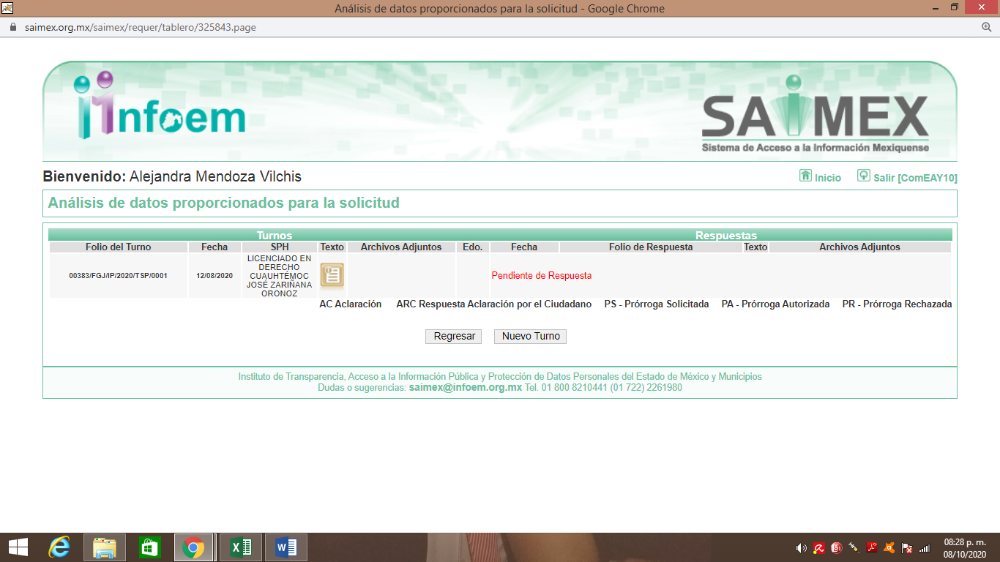 Análisis de datos proporcionados para la solicitud - Google Chrome
saimex.org.mx/saimex/requer/tablero/325843.page
infoem
SAIMEX
Sistema de Acceso a la Información Mexiquense
Bienvenido: Alejandra Mendoza Vilchis
Inicio Salir [ComEAY10]
Análisis de datos proporcionados para la solicitud
Turnos Respuestas
Folio del Turno Fecha SPH Texto Archivos Adjuntos Edo. Fecha Folio de Respuesta Texto Archivos Adjuntos
00383/FGJ/IP/2020/TSP/0001 12/08/2020 LICENCIADO EN
DERECHO
CUAUHTÉMOC
JOSÉ ZARIÑANA
ORONOZ
Pendiente de Respuesta
AC Aclaración ARC Respuesta Aclaración por el Ciudadano PS - Prórroga Solicitada PA - Prórroga Autorizada PR - Prórroga Rechazada
Regresar Nuevo Turno
Instituto de Transparencia, Acceso a la Información Pública y Protección de Datos Personales del Estado de México y Municipios
Dudas o sugerencias: saimex@infoem.org.mx Tel. 01 800 8210441 (01 722) 2261980
08:28 p. m.
08/10/2020